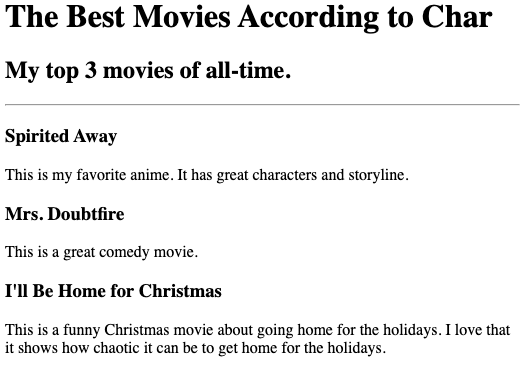 The Best Movies According to Char
My top 3 movies of all-time.
Spirited Away
This is my favorite anime. It has great characters and storyline.
Mrs. Doubtfire
This is a great comedy movie.
I'll Be Home for Christmas
This is a funny Christmas movie about going home for the holidays. I love that
it shows how chaotic it can be to get home for the holidays.